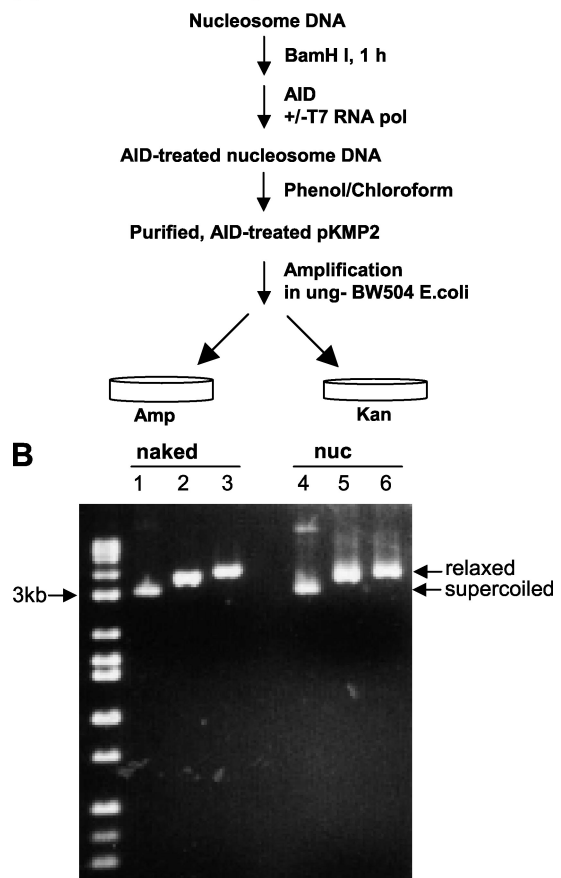 Nucleosome DNA
BamH I, 1 h
AID
+/-T7 RNA pol
AID-treated nucleosome DNA
Phenol/Chloroform
Purified, AID-treated pKMP2
Amplification
in ung- BW504 E.coli
Amp
Kan
B
naked nuc
1 2 3 4 5 6
relaxed
3kb
supercoiled